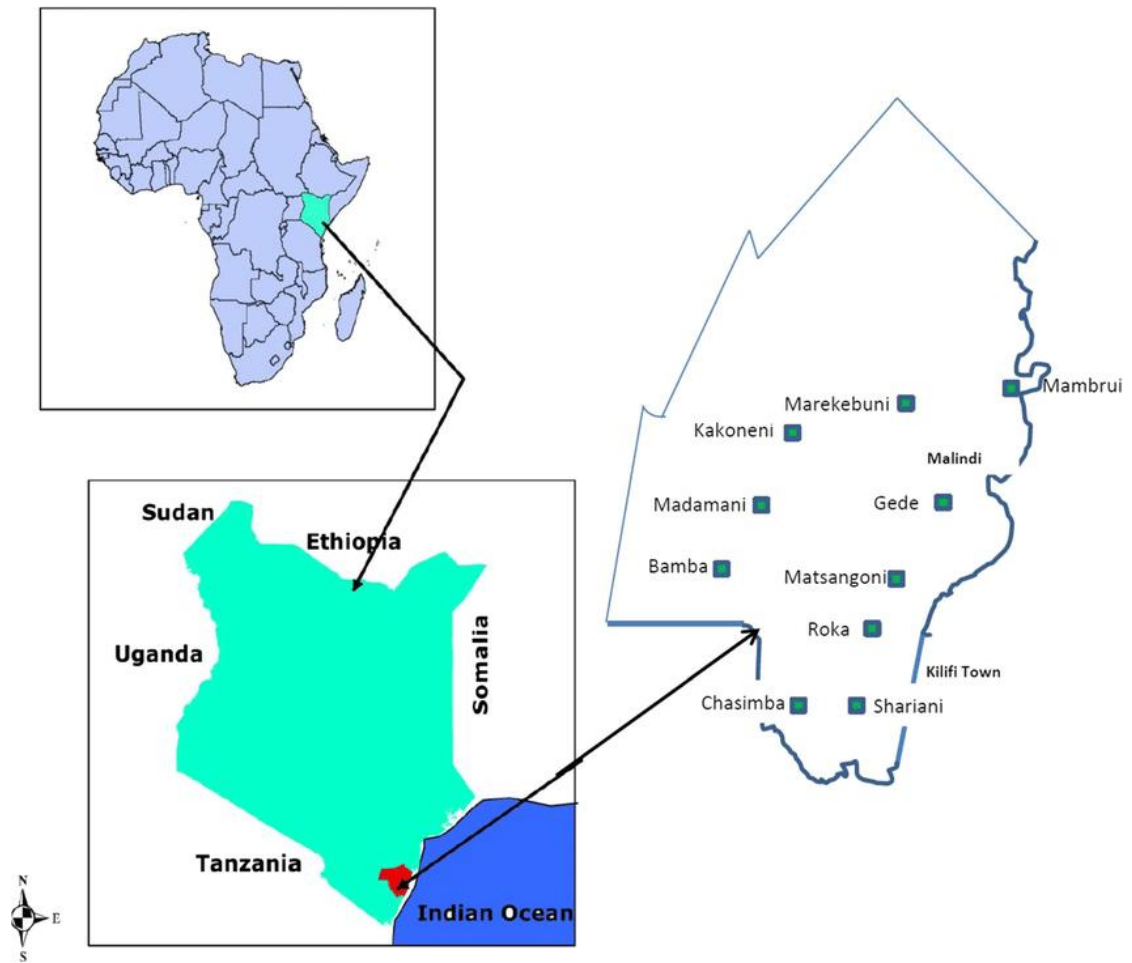 Sudan
Ethiopia
Uganda
Somalia
Tanzania
Indian Ocean
N
E
S
Mambrui
Marekebuni
Kakoneni
Malindi
Madamani
Gede
Bamba
Matsangoni
Roka
Kilifi Town
Chasimba
Shariani